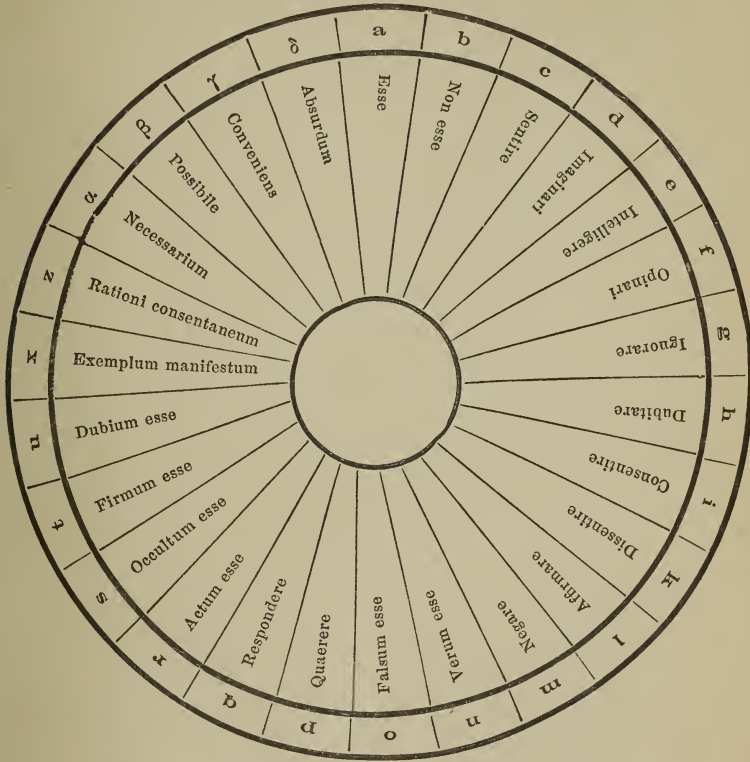 a
b
c
d
e
f
g
h
i
k
l
m
n
o
p
q
r
s
t
u
x
z
α
β
γ
δ
Esse
Non esse
Sentire
Imaginari
Intelligere
Opinari
Ignorare
Dubitare
Consentire
Dissentire
Affirmare
Negare
Verum esse
Falsum esse
Quaerere
Respondere
Actum esse
Occultum esse
Firmum esse
Dubium esse
Exemplum manifestum
Rationi consentaneum
Necessarium
Possibile
Conveniens
Absurdum